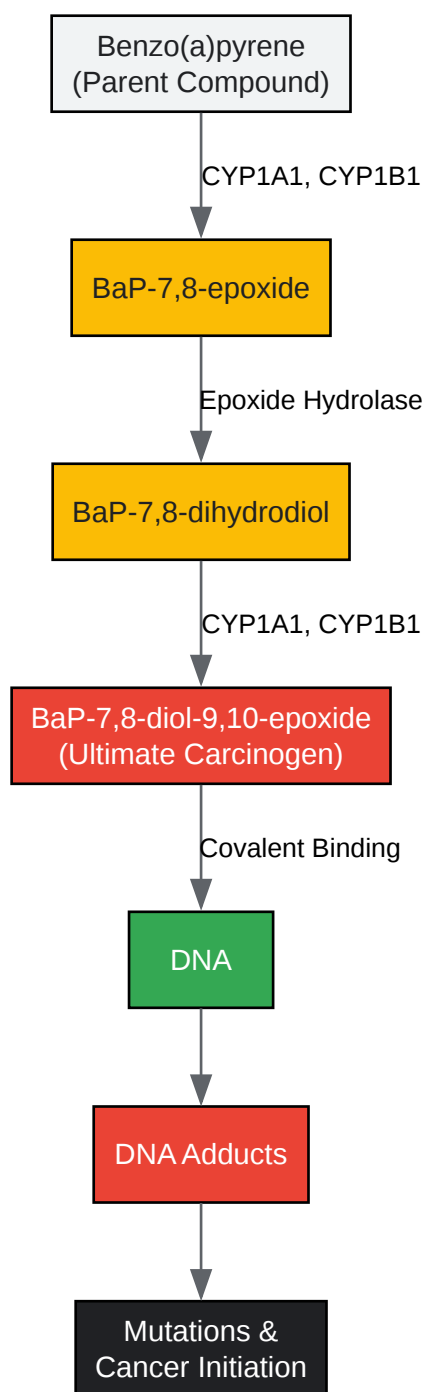 Benzo(a)pyrene
(Parent Compound)
CYP1A1, CYP1B1
BaP-7,8-epoxide
Epoxide Hydrolase
BaP-7,8-dihydrodiol
CYP1A1, CYP1B1
BaP-7,8-diol-9,10-epoxide
(Ultimate Carcinogen)
Covalent Binding
DNA
DNA Adducts
Mutations &
Cancer Initiation